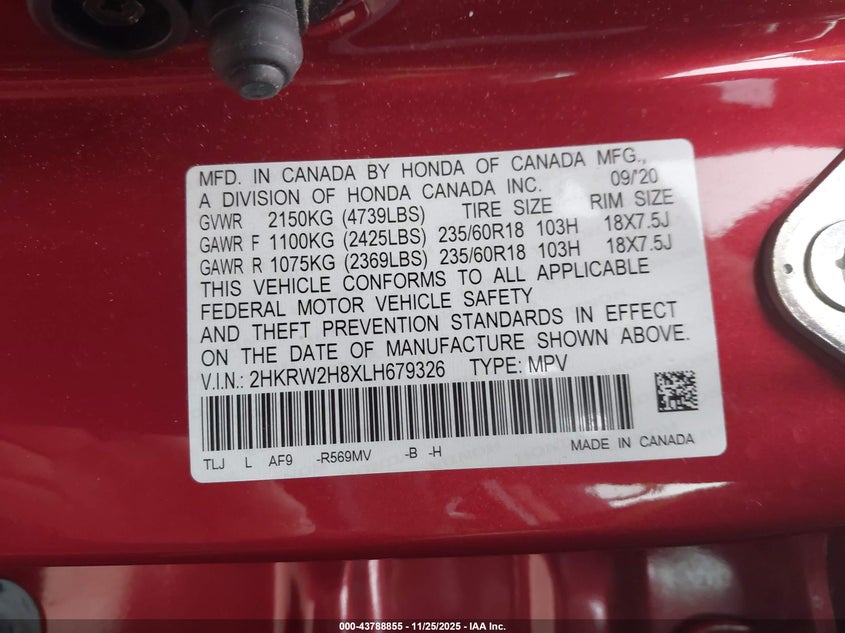 MFD. IN CANADA BY HONDA OF CANADA MFG.,
A DIVISION OF HONDA CANADA INC. 09/'20
GVWR 2150KG (4739LBS) TIRE SIZE RIM SIZE
GAWR F 1100KG (2425LBS) 235/60R18 103H 18X7.5J
GAWR R 1075KG (2369LBS) 235/60R18 103H 18X7.5J
THIS VEHICLE CONFORMS TO ALL APPLICABLE
FEDERAL MOTOR VEHICLE SAFETY
AND THEFT PREVENTION STANDARDS IN EFFECT
ON THE DATE OF MANUFACTURE SHOWN ABOVE.
V.I.N.: 2HKRW2H8XLH679326 TYPE: MPV
TLJ L AF9 -R569MV -B -H MADE IN CANADA
000-43788855 - 11/25/2025 - IAA Inc.